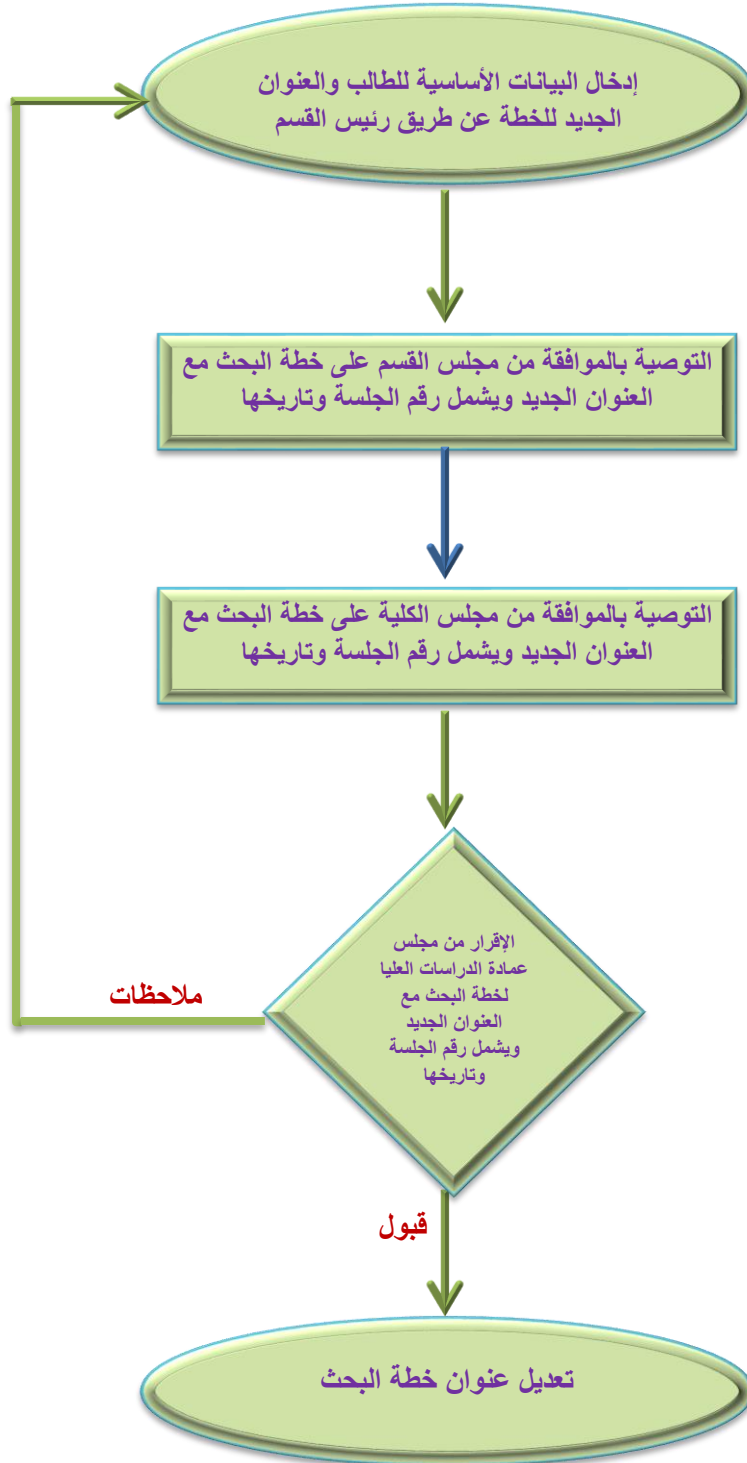 إدخال البيانات الأساسية للطالب والعنوان
الجديد للخطة عن طريق رئيس القسم
التوصية بالموافقة من مجلس القسم على خطة البحث مع
العنوان الجديد ويشمل رقم الجلسة وتاريخها
التوصية بالموافقة من مجلس الكلية على خطة البحث مع
العنوان الجديد ويشمل رقم الجلسة وتاريخها
الإقرار من مجلس
عمادة الدراسات العليا
لخطة البحث مع
العنوان الجديد
ويشمل رقم الجلسة
وتاريخها
ملاحظات
قبول
تعديل عنوان خطة البحث